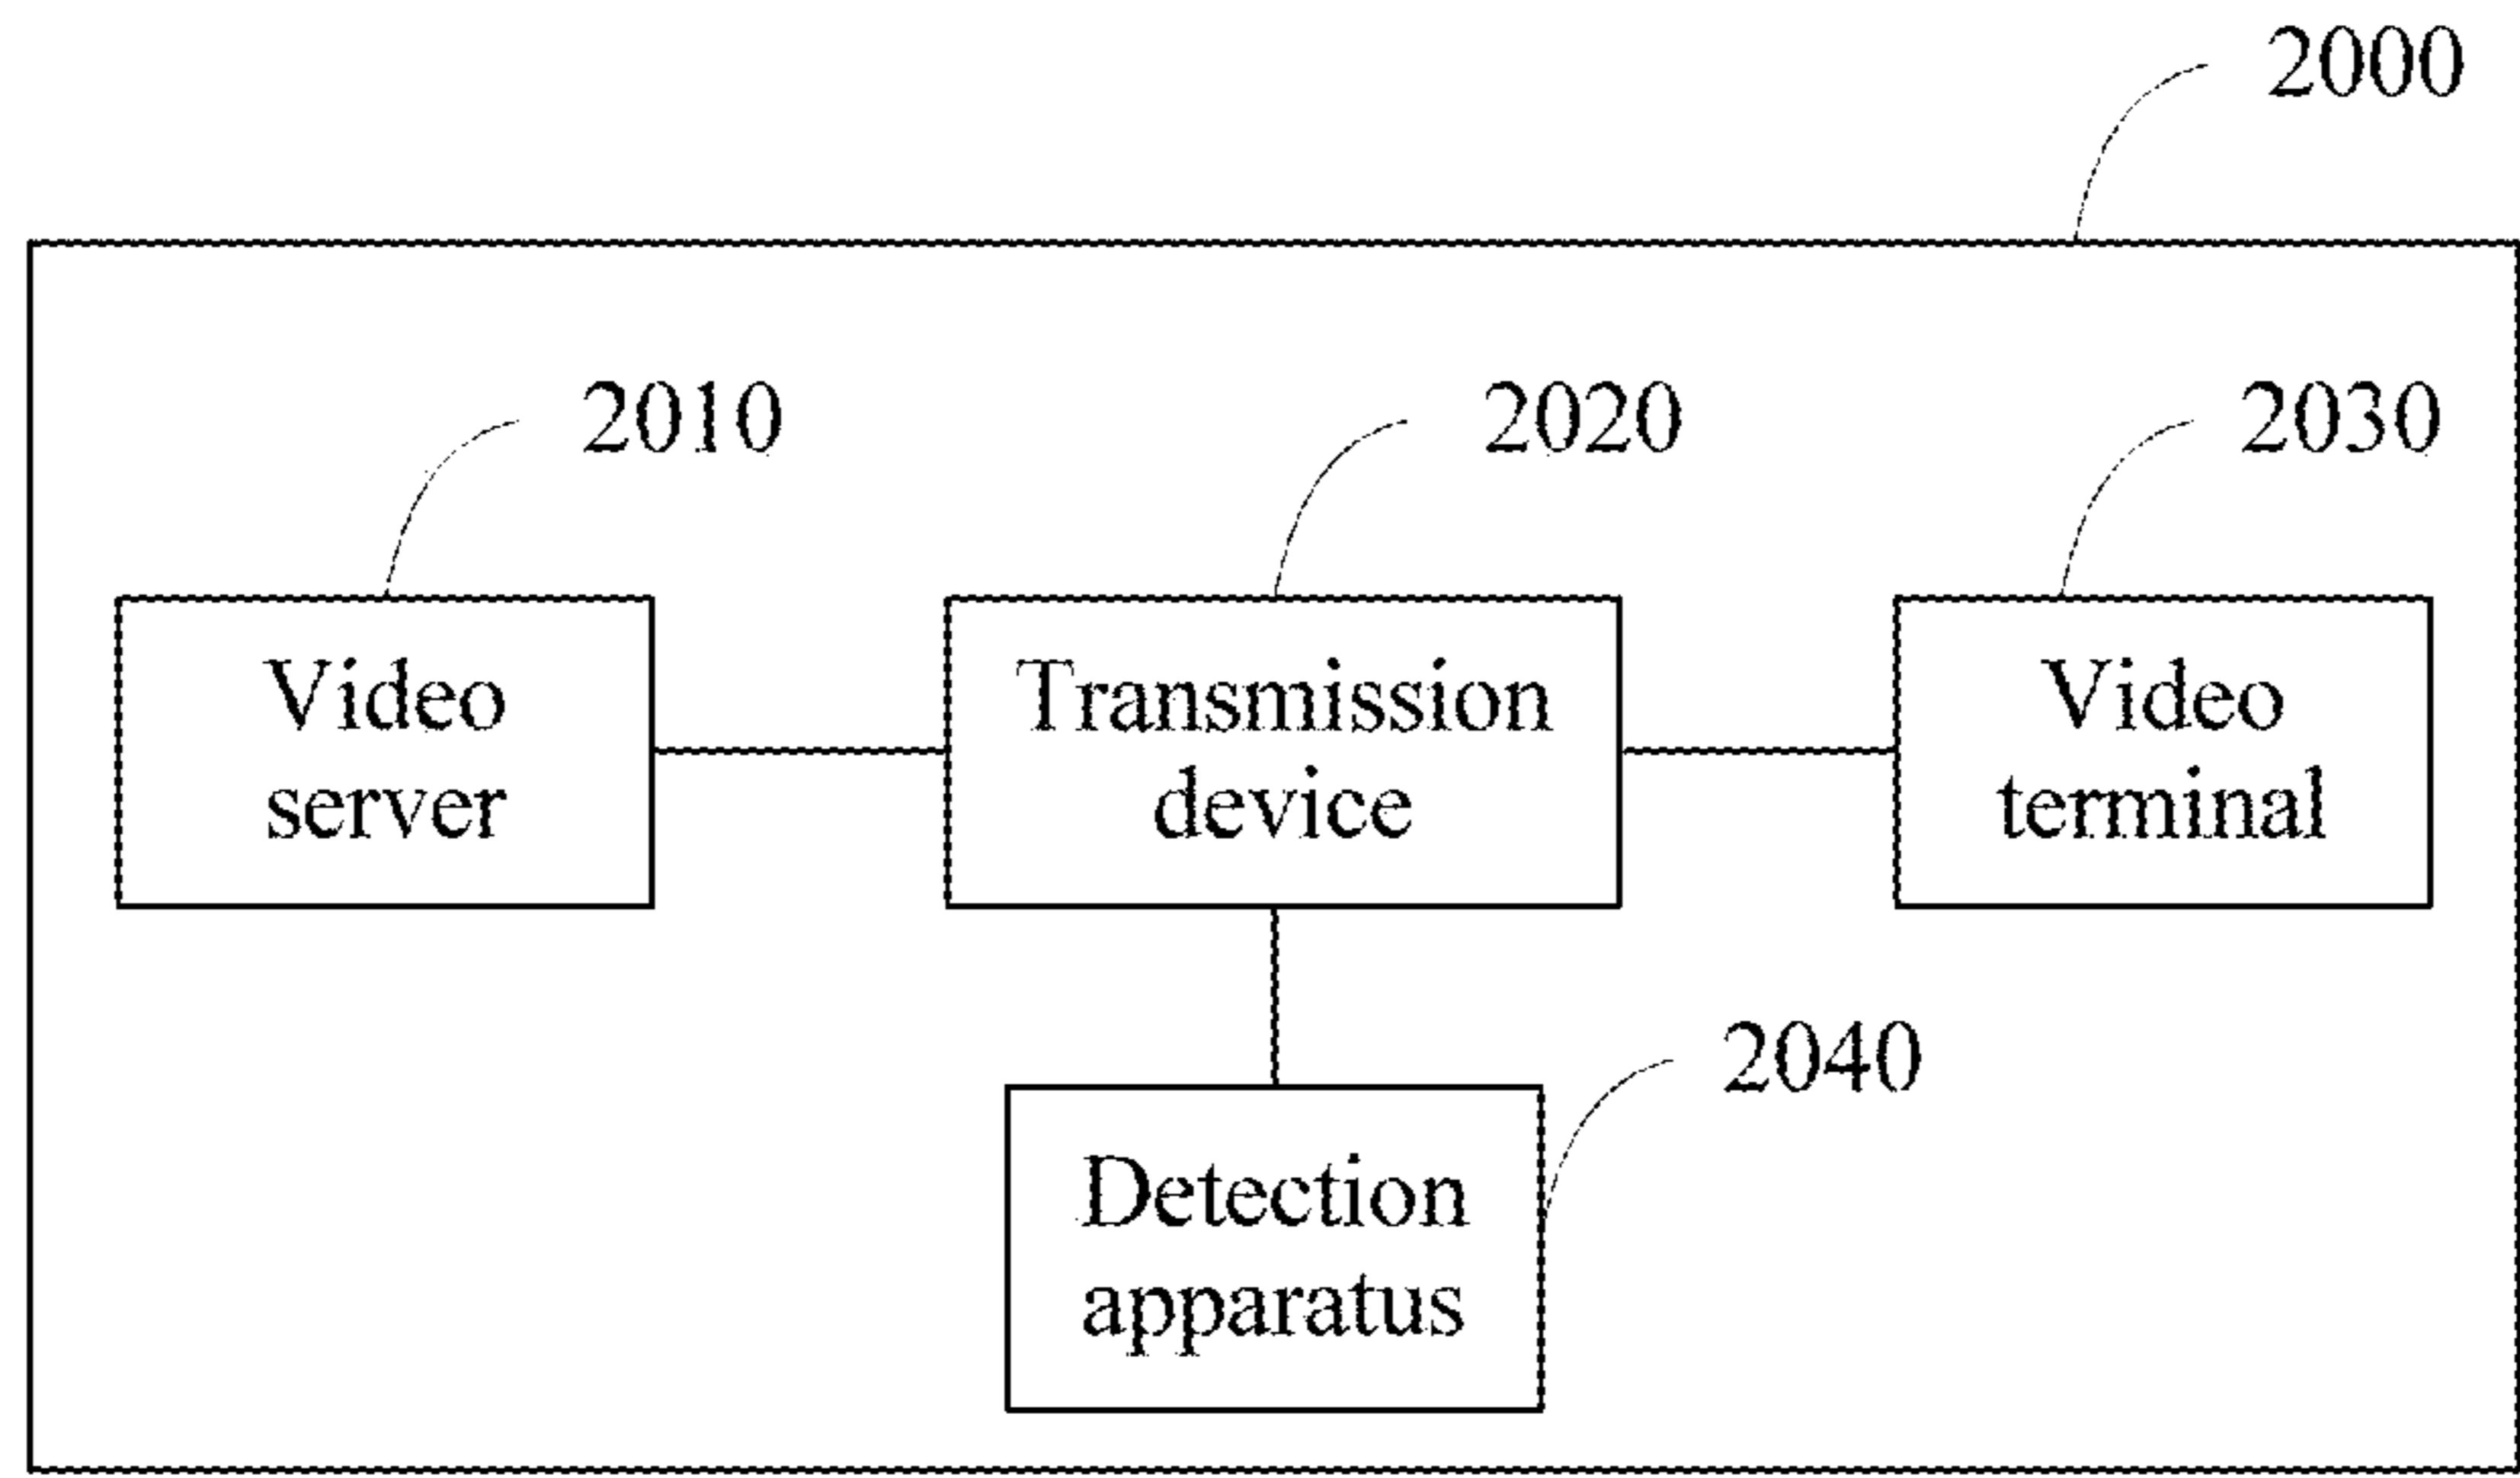 2000
2010
2020
2030
Video
server
Transmission
device
Video
terminal
2040
Detection
apparatus